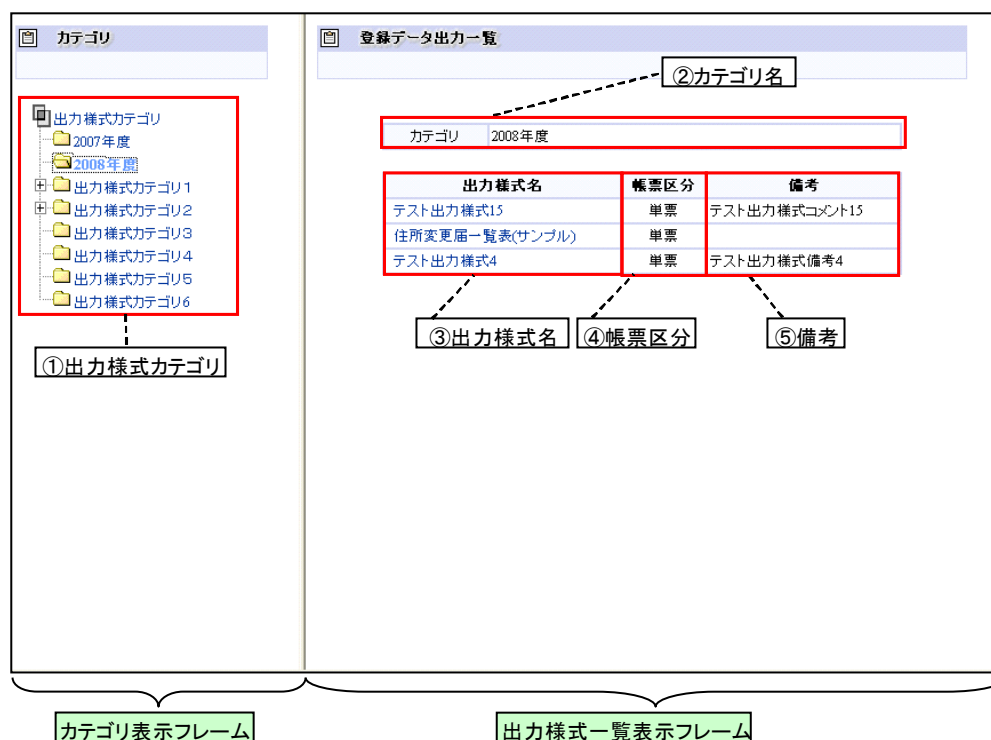 カテゴリ
出力様式カテゴリ
2007年度
2008年度
出力様式カテゴリ1
出力様式カテゴリ2
出力様式カテゴリ3
出力様式カテゴリ4
出力様式カテゴリ5
出力様式カテゴリ6
①出力様式カテゴリ
登録データ出力一覧
②カテゴリ名
カテゴリ 2008年度
出力様式名 帳票区分 備考
テスト出力様式15 単票 テスト出力様式コメント15
住所変更届一覧表(サンプル) 単票
テスト出力様式4 単票 テスト出力様式備考4
③出力様式名 ④帳票区分 ⑤備考
カテゴリ表示フレーム 出力様式一覧表示フレーム